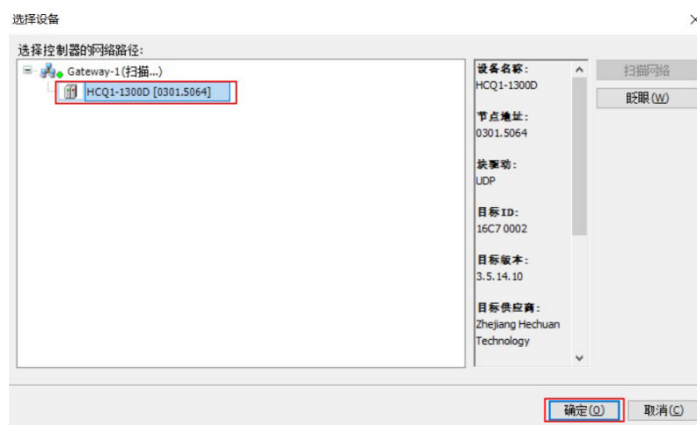 选择设备
选择控制器的网络路径:
Gateway-1(扫描...)
HCQ1-1300D [0301.5064]
设备名称:
HCQ1-1300D
节点地址:
0301.5064
块驱动:
UDP
目标ID:
16C7 0002
目标版本:
3.5.14.10
目标供应商:
Zhejiang Hechuan
Technology
扫描网络
眨眼(W)
确定(O)
取消(C)